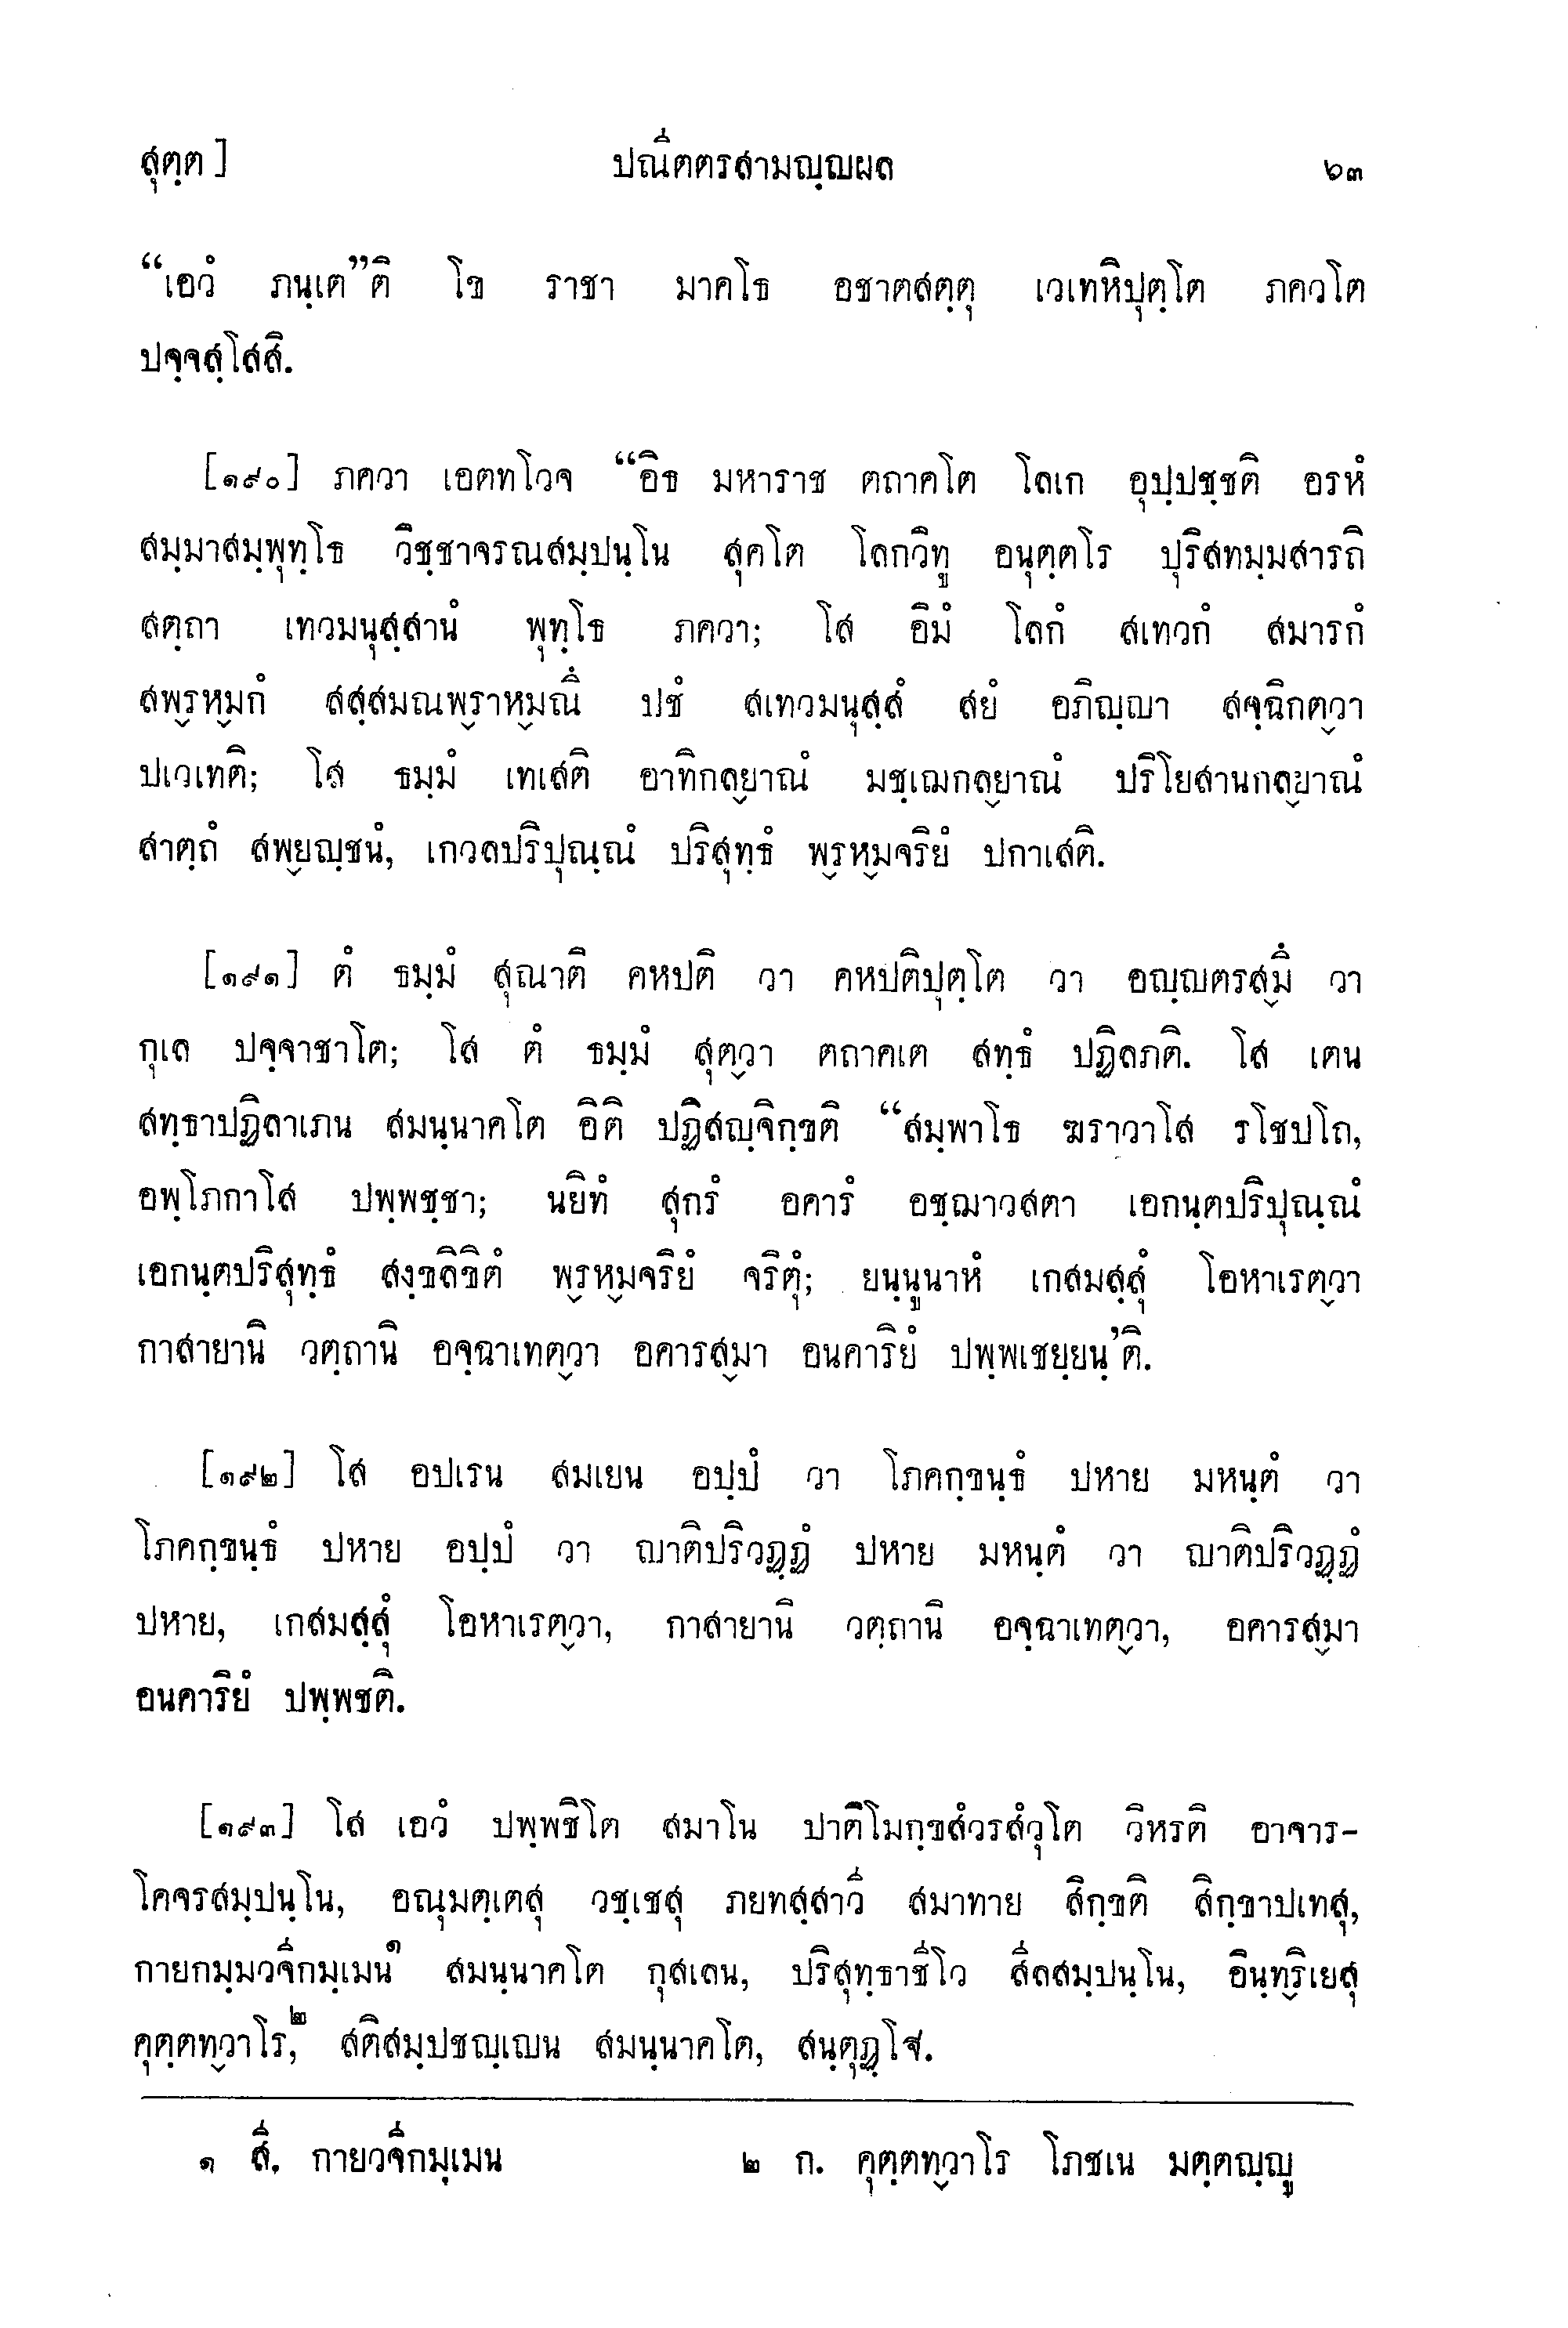 สุตฺต]	ปณีตตรสามญฺญผล	๖๓
“เอวํ ภนฺเต”ติ โข ราชา มาคโธ อชาตสตฺตุ เวเทหิปุตฺโต ภควโต
ปจฺจสฺโสสิ.
[๑๙๐] ภควา เอตทโวจ “อิธ มหาราช ตถาคโต โลเก อุปฺปชฺชติ อรหํ
สมฺมาสมฺพุทฺโธ วิชฺชาจรณสมฺปนฺโน สุคโต โลกวิทู อนุตฺตโร ปุริสทมฺมสารถิ
สตฺถา เทวมนุสฺสานํ พุทฺโธ ภควา; โส อิมํ โลกํ สเทวกํ สมารกํ
สพฺรหฺมกํ สสฺสมณพฺราหฺมณึ ปชํ สเทวมนุสฺสํ สยํ อภิญฺญา สจฺฉิกตฺวา
ปเวเทติ; โส ธมฺมํ เทเสติ อาทิกลฺยาณํ มชฺเฌกลฺยาณํ ปริโยสานกลฺยาณํ
สาตฺถํ สพฺยญฺชนํ, เกวลปริปุณฺณํ ปริสุทฺธํ พฺรหฺมจริยํ ปกาเสติ.
[๑๙๑] ตํ ธมฺมํ สุณาติ คหปติ วา คหปติปุตฺโต วา อญฺญตรสฺมึ วา
กุเล ปจฺจาชาโต; โส ตํ ธมฺมํ สุตฺวา ตถาคเต สทฺธํ ปฏิลภติ. โส เตน
สทฺธาปฏิลาเภน สมนฺนาคโต อิติ ปฏิสญฺจิกฺขติ “สมฺพาโธ ฆราวาโส รโชปโถ,
อพฺโภกาโส ปพฺพชฺชา; นยิทํ สุกรํ อคารํ อชฺฌาวสตา เอกนฺตปริปุณฺณํ
เอกนฺตปริสุทฺธํ สงฺขลิขิตํ พฺรหฺมจริยํ จริตุํ; ยนฺนูนาหํ เกสมสฺสุํ โอหาเรตฺวา
กาสายานิ วตฺถานิ อจฺฉาเทตฺวา อคารสฺมา อนคาริยํ ปพฺพเชยฺยนฺ’ติ.
[๑๙๒] โส อปเรน สมเยน อปฺปํ วา โภคกฺขนฺธํ ปหาย มหนฺตํ วา
โภคกฺขนฺธํ ปหาย อปฺปํ วา ญาติปริวฏฺฏํ ปหาย มหนฺตํ วา ญาติปริวฏฺฏํ
ปหาย, เกสมสฺสุํ โอหาเรตฺวา, กาสายานิ วตฺถานิ อจฺฉาเทตฺวา, อคารสฺมา
อนคาริยํ ปพฺพชติ.
[๑๙๓] โส เอวํ ปพฺพชิโต สมาโน ปาติโมกฺขสํวรสํวุโต วิหรติ อาจาร-
โคจรสมฺปนฺโน, อณุมตฺเตสุ วชฺเชสุ ภยทสฺสาวี สมาทาย สิกฺขติ สิกฺขาปเทสุ,
กายกมฺมวจีกมฺเมน๑ สมนฺนาคโต กุสเลน, ปริสุทฺธาชีโว สีลสมฺปนฺโน, อินฺทฺริเยสุ
คุตฺตทฺวาโร,๒ สติสมฺปชญฺเญน สมนฺนาคโต, สนฺตุฏฺโฐ.
๑ สี. กายวจีกมฺเมน	๒ ก. คุตฺตทฺวาโร โภชเน มตฺตญฺญู